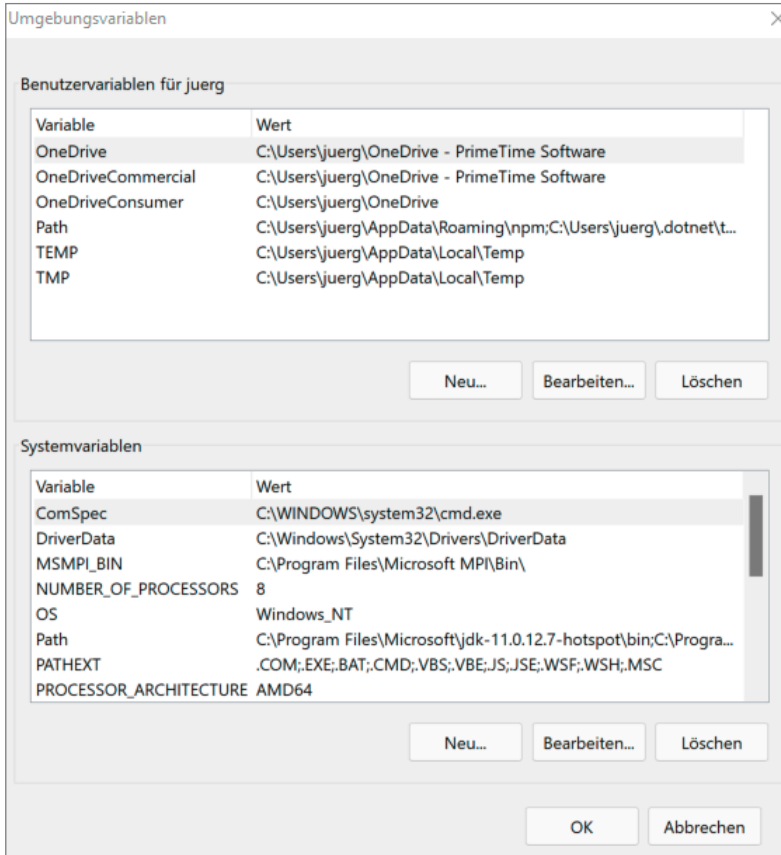 Umgebungsvariablen
Benutzervariablen für juerg
Variable Wert
OneDrive C:\Users\juerg\OneDrive - PrimeTime Software
OneDriveCommercial C:\Users\juerg\OneDrive - PrimeTime Software
OneDriveConsumer C:\Users\juerg\OneDrive
Path C:\Users\juerg\AppData\Roaming\npm;C:\Users\juerg\.dotnet\t...
TEMP C:\Users\juerg\AppData\Local\Temp
TMP C:\Users\juerg\AppData\Local\Temp
Neu... Bearbeiten... Löschen
Systemvariablen
Variable Wert
ComSpec C:\WINDOWS\system32\cmd.exe
DriverData C:\Windows\System32\Drivers\DriverData
MSMPI_BIN C:\Program Files\Microsoft MPI\Bin\
NUMBER_OF_PROCESSORS 8
OS Windows_NT
Path C:\Program Files\Microsoft\jdk-11.0.12.7-hotspot\bin;C:\Progra...
PATHEXT .COM;.EXE;.BAT;.CMD;.VBS;.VBE;.JS;.JSE;.WSF;.WSH;.MSC
PROCESSOR_ARCHITECTURE AMD64
Neu... Bearbeiten... Löschen
OK Abbrechen